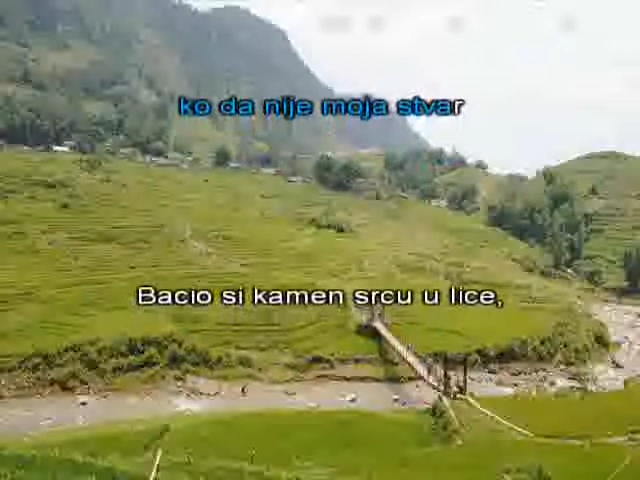 ko da nije moja stvar
Bacio si kamen srcu u lice,